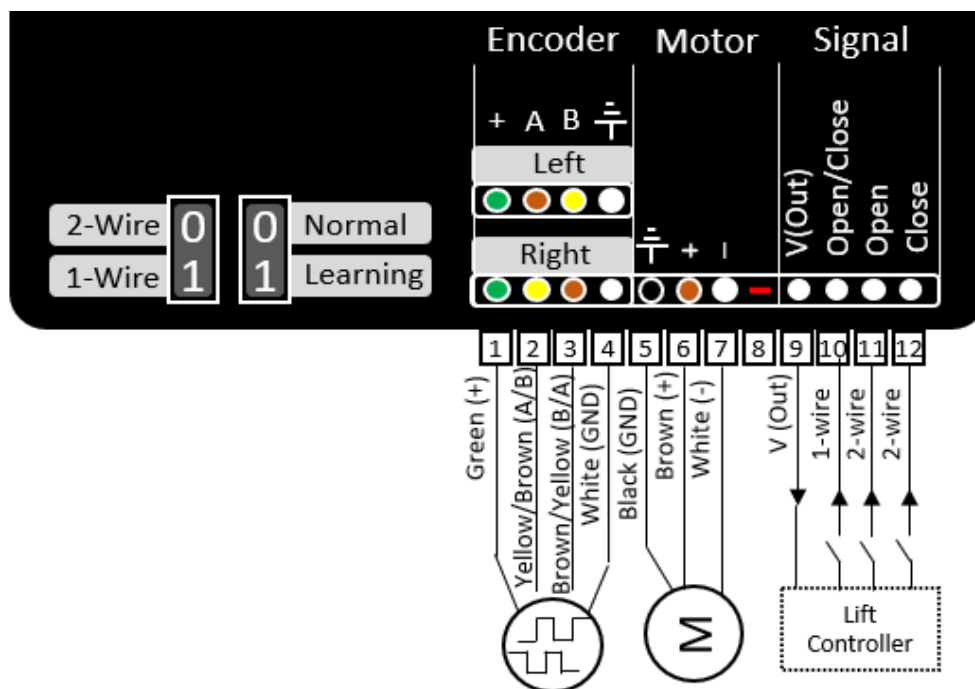 Encoder Motor Signal
+ A B
Left
V(Out)
Open/Close
Open
Close
2-Wire 0 0 Normal
1-Wire 1 1 Learning
Right
+ –
1 2 3 4 5 6 7 8 9 10 11 12
Green (+)
Yellow/Brown (A/B)
Brown/Yellow (B/A)
White (GND)
Black (GND)
Brown (+)
White (-)
V (Out)
1-wire
2-wire
2-wire
M
Lift
Controller